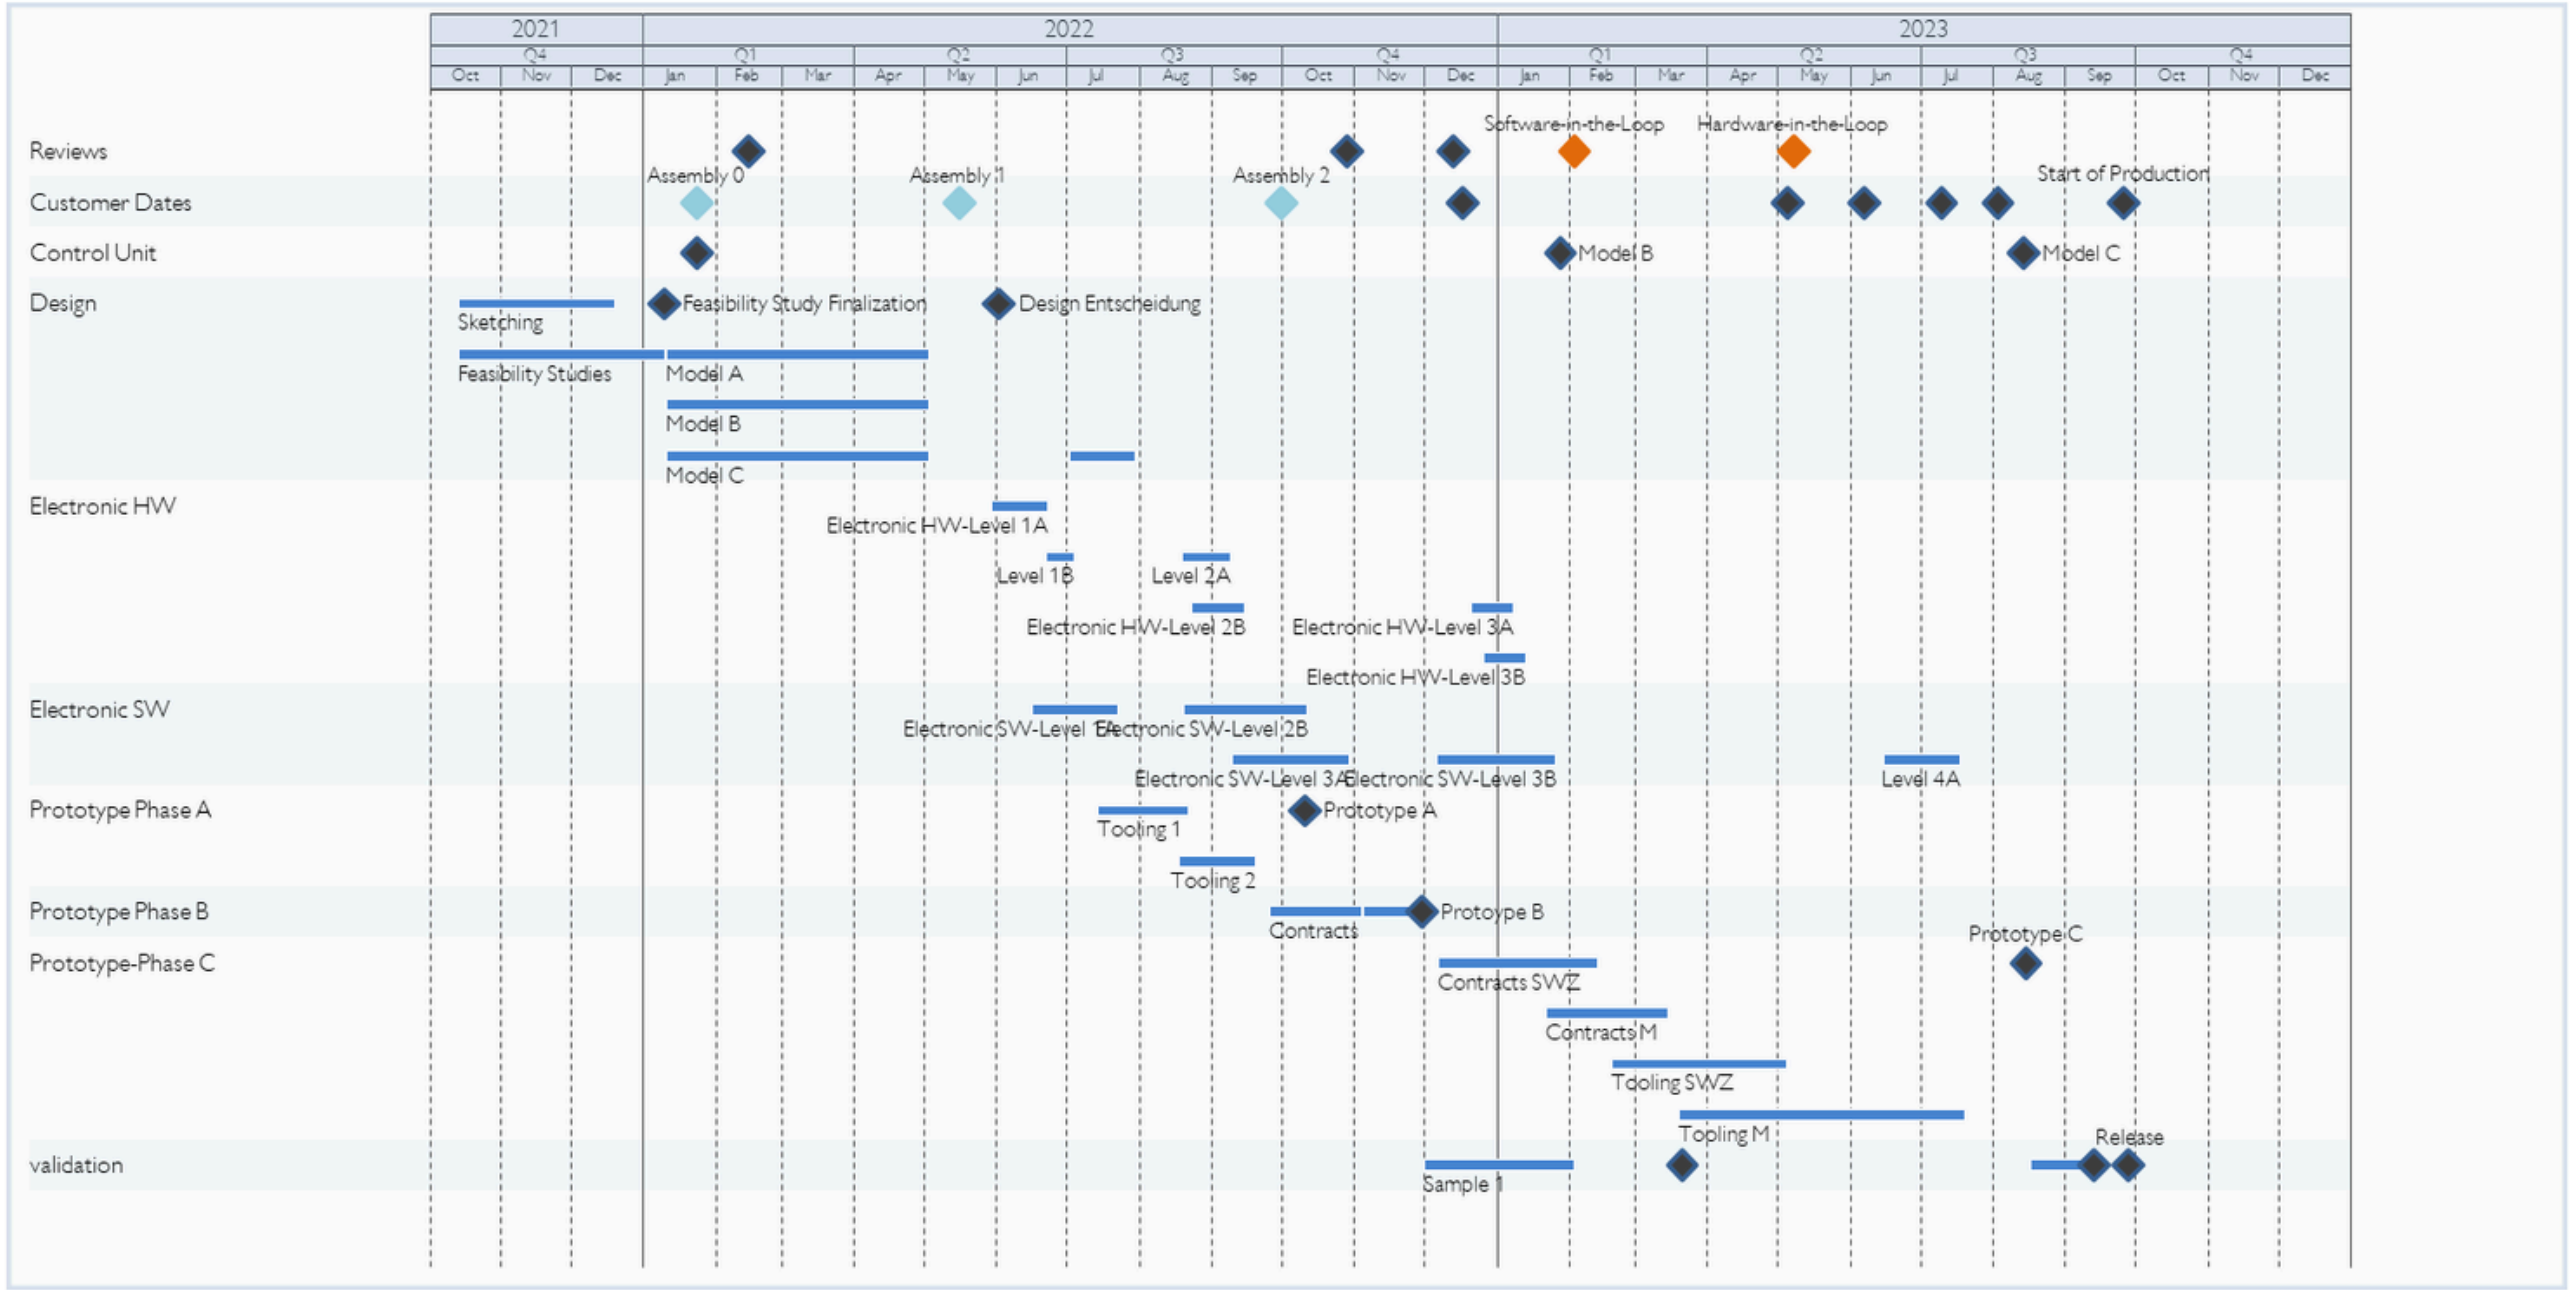 2021 2022 2023
Q4 Q1 Q2 Q3 Q4 Q1 Q2 Q3 Q4
Oct Nov Dec Jan Feb Mar Apr May Jun Jul Aug Sep Oct Nov Dec Jan Feb Mar Apr May Jun Jul Aug Sep Oct Nov Dec
Software-in-the-Loop Hardware-in-the-Loop
Reviews
Assembly 0 Assembly 1 Assembly 2 Start of Production
Customer Dates
Control Unit Model B Model C
Design Feasibility Study Finalization Design Entscheidung
Sketching
Feasibility Studies Model A
Model B
Model C
Electronic HW
Electronic HW-Level 1A
Level 1B Level 2A
Electronic HW-Level 2B Electronic HW-Level 3A
Electronic HW-Level 3B
Electronic SW
Electronic SW-Level 1A Electronic SW-Level 2B
Electronic SW-Level 3A Electronic SW-Level 3B Level 4A
Prototype Phase A Prototype A
Tooling 1
Tooling 2
Prototype Phase B Protoype B
Contracts
Prototype C
Prototype-Phase C
Contracts SWZ
Contracts M
Tooling SWZ
Tooling M
Release
validation
Sample 1